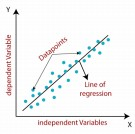 Y
dependent Variable
Datapoints
Line of
regression
independent Variables
X